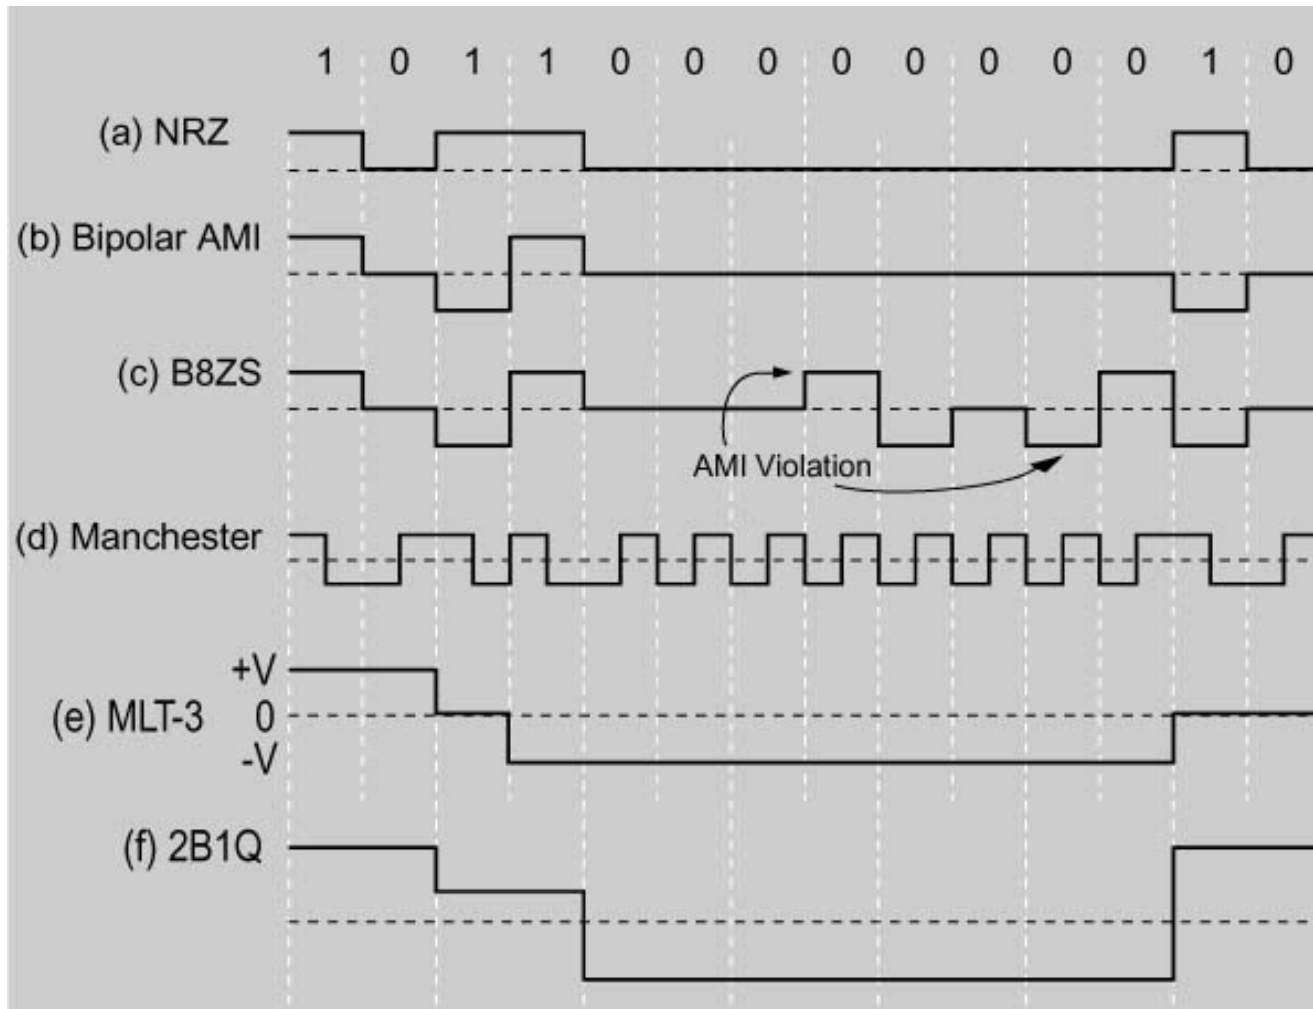 1 0 1 1 0 0 0 0 0 0 0 0 1 0
(a) NRZ
(b) Bipolar AMI
(c) B8ZS
AMI Violation
(d) Manchester
+V
(e) MLT-3 0
-V
(f) 2B1Q